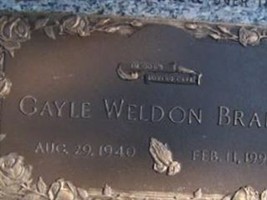 GAYLE WELDON BRA
AUG. 29, 1940 FEB. 11, 199